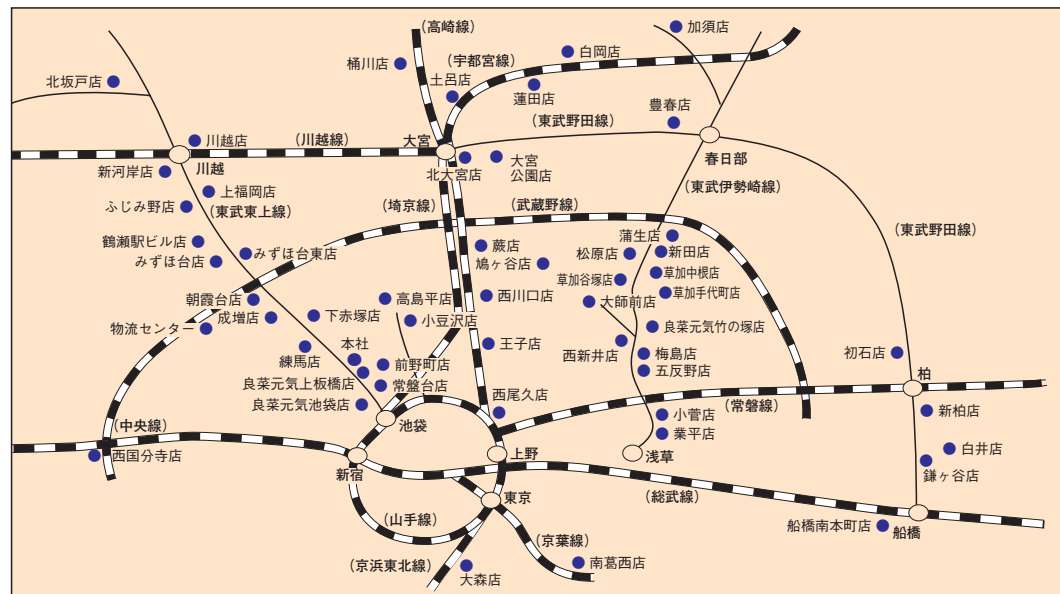 （高崎線）
加須店
桶川店
（宇都宮線）
白岡店
北坂戸店
土呂店
蓮田店
豊春店
（東武野田線）
川越店
（川越線）
大宮
春日部
新河岸店
川越
北大宮店
大宮
公園店
上福岡店
（東武伊勢崎線）
ふじみ野店
（東武東上線）
（埼京線）
（武蔵野線）
（東武野田線）
鶴瀬駅ビル店
蒲生店
みずほ台店
みずほ台東店
蕨店
松原店
新田店
鳩ヶ谷店
草加谷塚店
草加中根店
朝霞台店
高島平店
西川口店
大師前店
草加手代町店
成増店
下赤塚店
小豆沢店
物流センター
良菜元気竹の塚店
本社
王子店
西新井店
梅島店
初石店
練馬店
前野町店
五反野店
柏
良菜元気上板橋店
常盤台店
西尾久店
良菜元気池袋店
（常磐線）
新柏店
池袋
小菅店
（中央線）
業平店
白井店
西国分寺店
上野
浅草
鎌ヶ谷店
新宿
東京
（総武線）
（山手線）
船橋南本町店
船橋
（京葉線）
（京浜東北線）
南葛西店
大森店